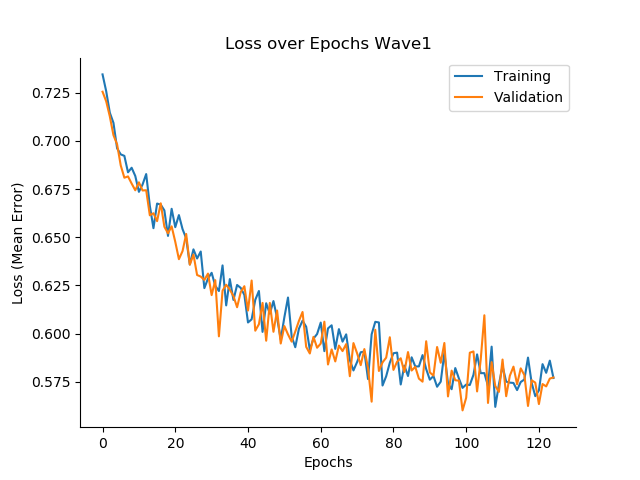 Loss over Epochs Wave1
Training
Validation
0.725
0.700
0.675
0.650
0.625
0.600
0.575
Loss (Mean Error)
0 20 40 60 80 100 120
Epochs